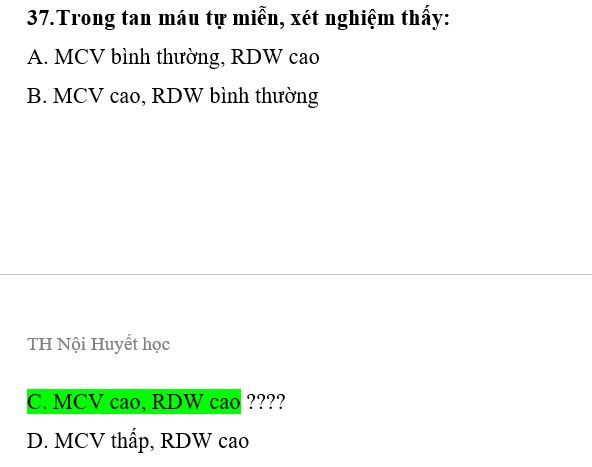 37.Trong tan máu tự miễn, xét nghiệm thấy:
A. MCV bình thường, RDW cao
B. MCV cao, RDW bình thường
TH Nội Huyết học
C. MCV cao, RDW cao ????
D. MCV thấp, RDW cao